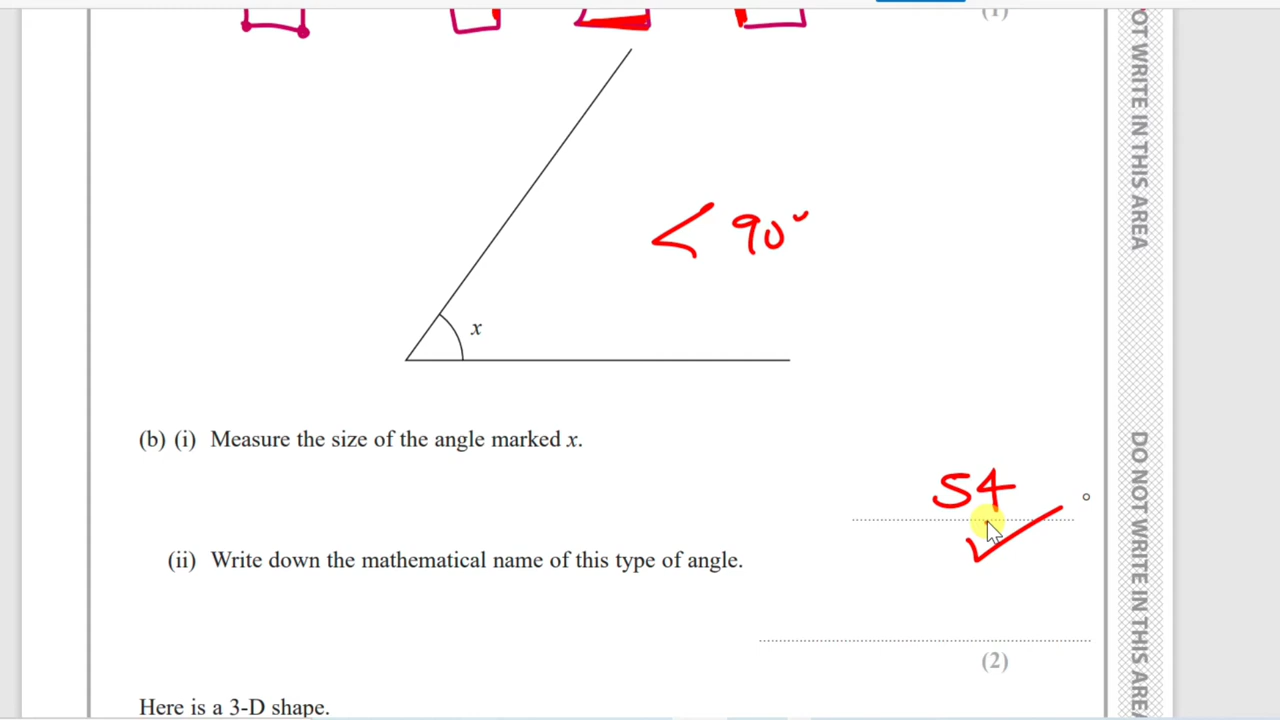 (1)
OT WRITE IN THIS AREA
< 90°
x
(b) (i) Measure the size of the angle marked x.
54 °
(ii) Write down the mathematical name of this type of angle.
(2)
DO NOT WRITE IN THIS AREA
Here is a 3-D shape.